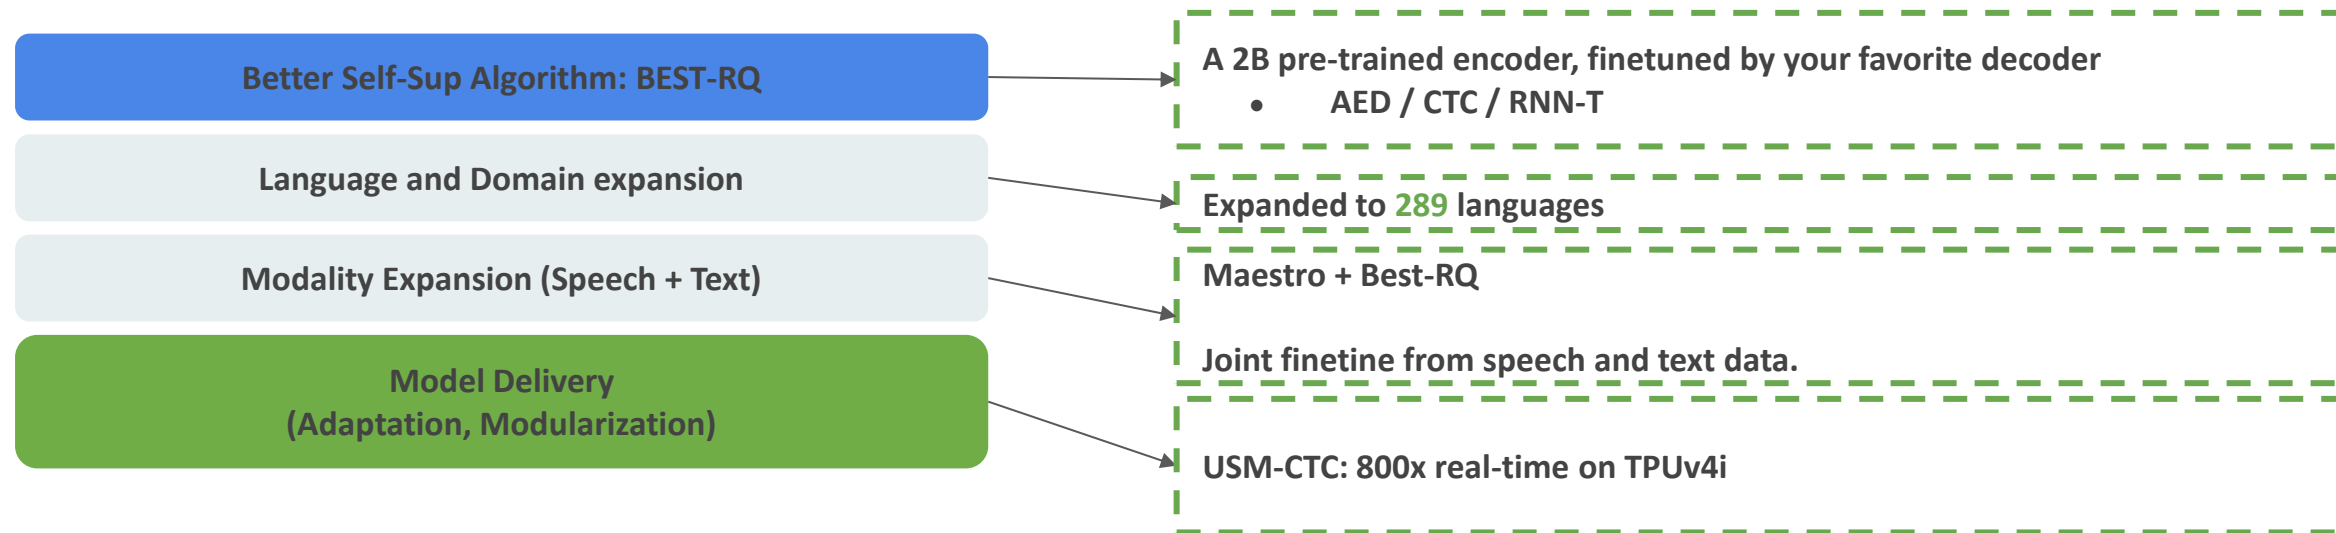 Better Self-Sup Algorithm: BEST-RQ
A 2B pre-trained encoder, finetuned by your favorite decoder
• AED / CTC / RNN-T
Language and Domain expansion
Expanded to 289 languages
Modality Expansion (Speech + Text)
Maestro + Best-RQ
Joint finetine from speech and text data.
Model Delivery
(Adaptation, Modularization)
USM-CTC: 800x real-time on TPUv4i